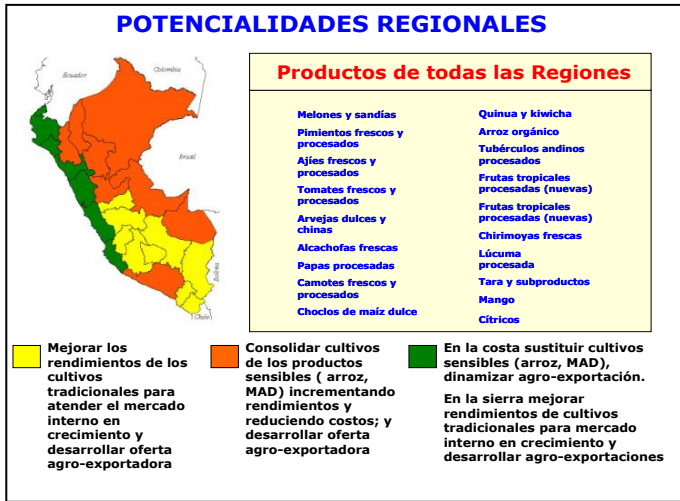 POTENCIALIDADES REGIONALES
Ecuador
Colombia
Brazil
Bolivia
Chile
Productos de todas las Regiones
Melones y sandías
Pimientos frescos y
procesados
Ajíes frescos y
procesados
Tomates frescos y
procesados
Arvejas dulces y
chinas
Alcachofas frescas
Papas procesadas
Camotes frescos y
procesados
Choclos de maíz dulce
Quinua y kiwicha
Arroz orgánico
Tubérculos andinos
procesados
Frutas tropicales
procesadas (nuevas)
Frutas tropicales
procesadas (nuevas)
Chirimoyas frescas
Lúcuma
procesada
Tara y subproductos
Mango
Cítricos
Mejorar los
rendimientos de los
cultivos
tradicionales para
atender el mercado
interno en
crecimiento y
desarrollar oferta
agro-exportadora
Consolidar cultivos
de los productos
sensibles ( arroz,
MAD) incrementando
rendimientos y
reduciendo costos; y
desarrollar oferta
agro-exportadora
En la costa sustituir cultivos
sensibles (arroz, MAD),
dinamizar agro-exportación.
En la sierra mejorar
rendimientos de cultivos
tradicionales para mercado
interno en crecimiento y
desarrollar agro-exportaciones